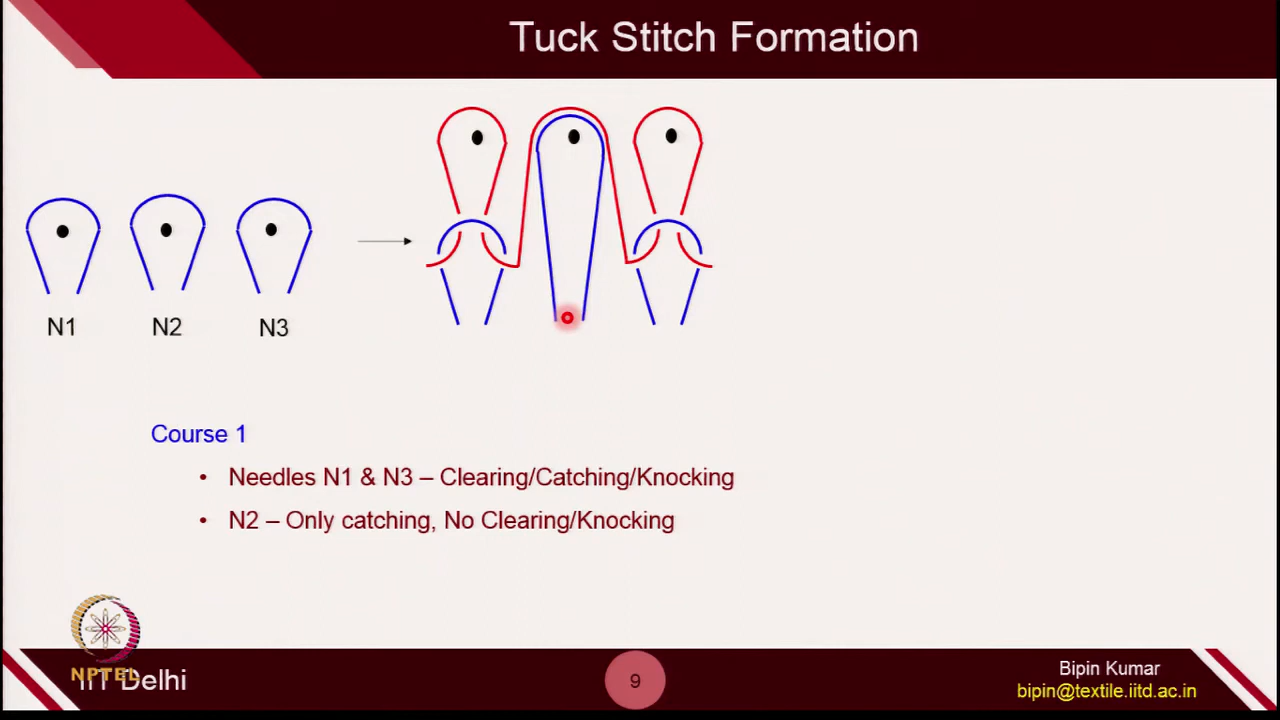 Tuck Stitch Formation
N1 N2 N3
Course 1
• Needles N1 & N3 – Clearing/Catching/Knocking
• N2 – Only catching, No Clearing/Knocking
NPTEL
IIT Delhi
9
Bipin Kumar
bipin@textile.iitd.ac.in